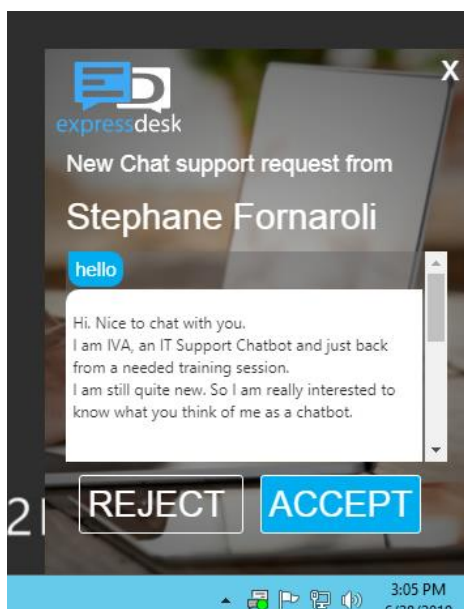 X
expressdesk
New Chat support request from
Stephane Fornaroli
hello
Hi. Nice to chat with you.
I am IVA, an IT Support Chatbot and just back
from a needed training session.
I am still quite new. So I am really interested to
know what you think of me as a chatbot.
REJECT
ACCEPT
3:05 PM